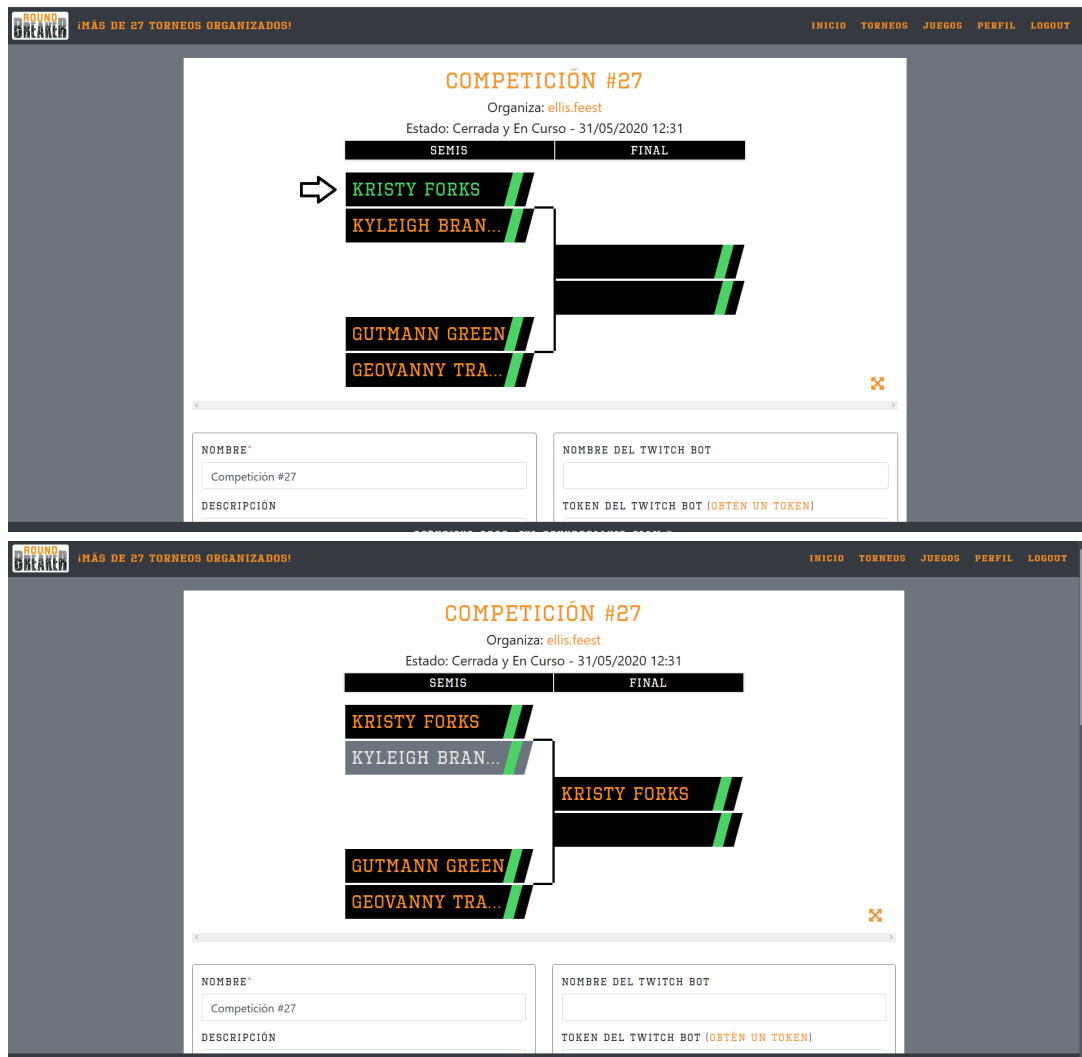 ROUND BREAKER
¡MÁS DE 27 TORNEOS ORGANIZADOS!
INICIO TORNEOS JUEGOS PERFIL LOGOUT
COMPETICIÓN #27
Organiza: ellis.feest
Estado: Cerrada y En Curso - 31/05/2020 12:31
SEMIS FINAL
KRISTY FORKS
KYLEIGH BRAN...
GUTMANN GREEN
GEOVANNY TRA...
NOMBRE*
Competición #27
DESCRIPCIÓN
NOMBRE DEL TWITCH BOT
TOKEN DEL TWITCH BOT (OBTÉN UN TOKEN)
ROUND BREAKER
¡MÁS DE 27 TORNEOS ORGANIZADOS!
INICIO TORNEOS JUEGOS PERFIL LOGOUT
COMPETICIÓN #27
Organiza: ellis.feest
Estado: Cerrada y En Curso - 31/05/2020 12:31
SEMIS FINAL
KRISTY FORKS
KYLEIGH BRAN...
KRISTY FORKS
GUTMANN GREEN
GEOVANNY TRA...
NOMBRE*
Competición #27
DESCRIPCIÓN
NOMBRE DEL TWITCH BOT
TOKEN DEL TWITCH BOT (OBTÉN UN TOKEN)